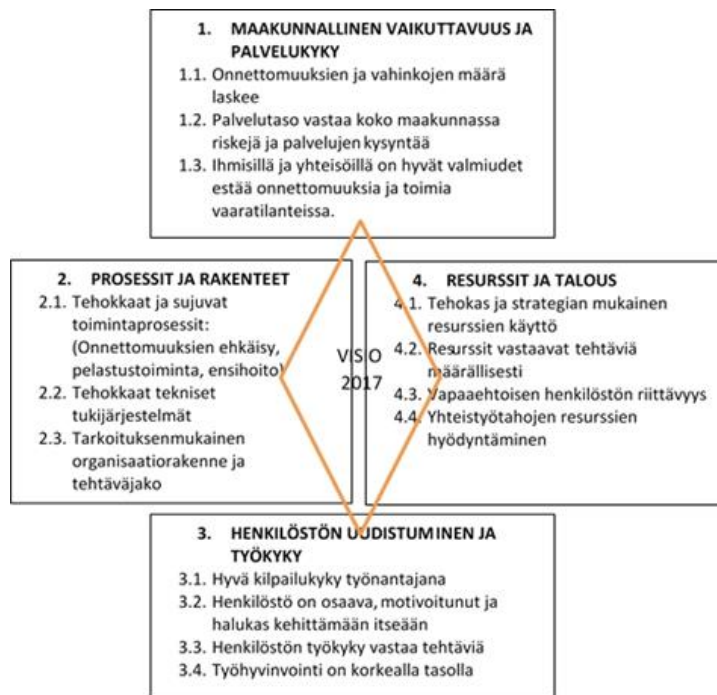 1. MAAKUNNALLINEN VAIKUTTAVUUS JA
PALVELUKYKY
1.1. Onnettomuuksien ja vahinkojen määrä
laskee
1.2. Palvelutaso vastaa koko maakunnassa
riskejä ja palvelujen kysyntää
1.3. Ihmisillä ja yhteisöillä on hyvät valmiudet
estää onnettomuuksia ja toimia
vaaratilanteissa.
2. PROSESSIT JA RAKENTEET
2.1. Tehokkaat ja sujuvat
toimintaprosessit:
(Onnettomuuksien ehkäisy,
pelastustoiminta, ensihoito)
2.2. Tehokkaat tekniset
tukijärjestelmät
2.3. Tarkoituksenmukainen
organisaatiorakenne ja
tehtäväjako
VISIO
2017
4. RESURSSIT JA TALOUS
4.1. Tehokas ja strategian mukainen
resurssien käyttö
4.2. Resurssit vastaavat tehtäviä
määrällisesti
4.3. Vapaaehtoisen henkilöstön riittävyys
4.4. Yhteistyötahojen resurssien
hyödyntäminen
3. HENKILÖSTÖN UUDISTUMINEN JA
TYÖKYKY
3.1. Hyvä kilpailukyky työnantajana
3.2. Henkilöstö on osaava, motivoitunut ja
halukas kehittämään itseään
3.3. Henkilöstön työkyky vastaa tehtäviä
3.4. Työhyvinvointi on korkealla tasolla